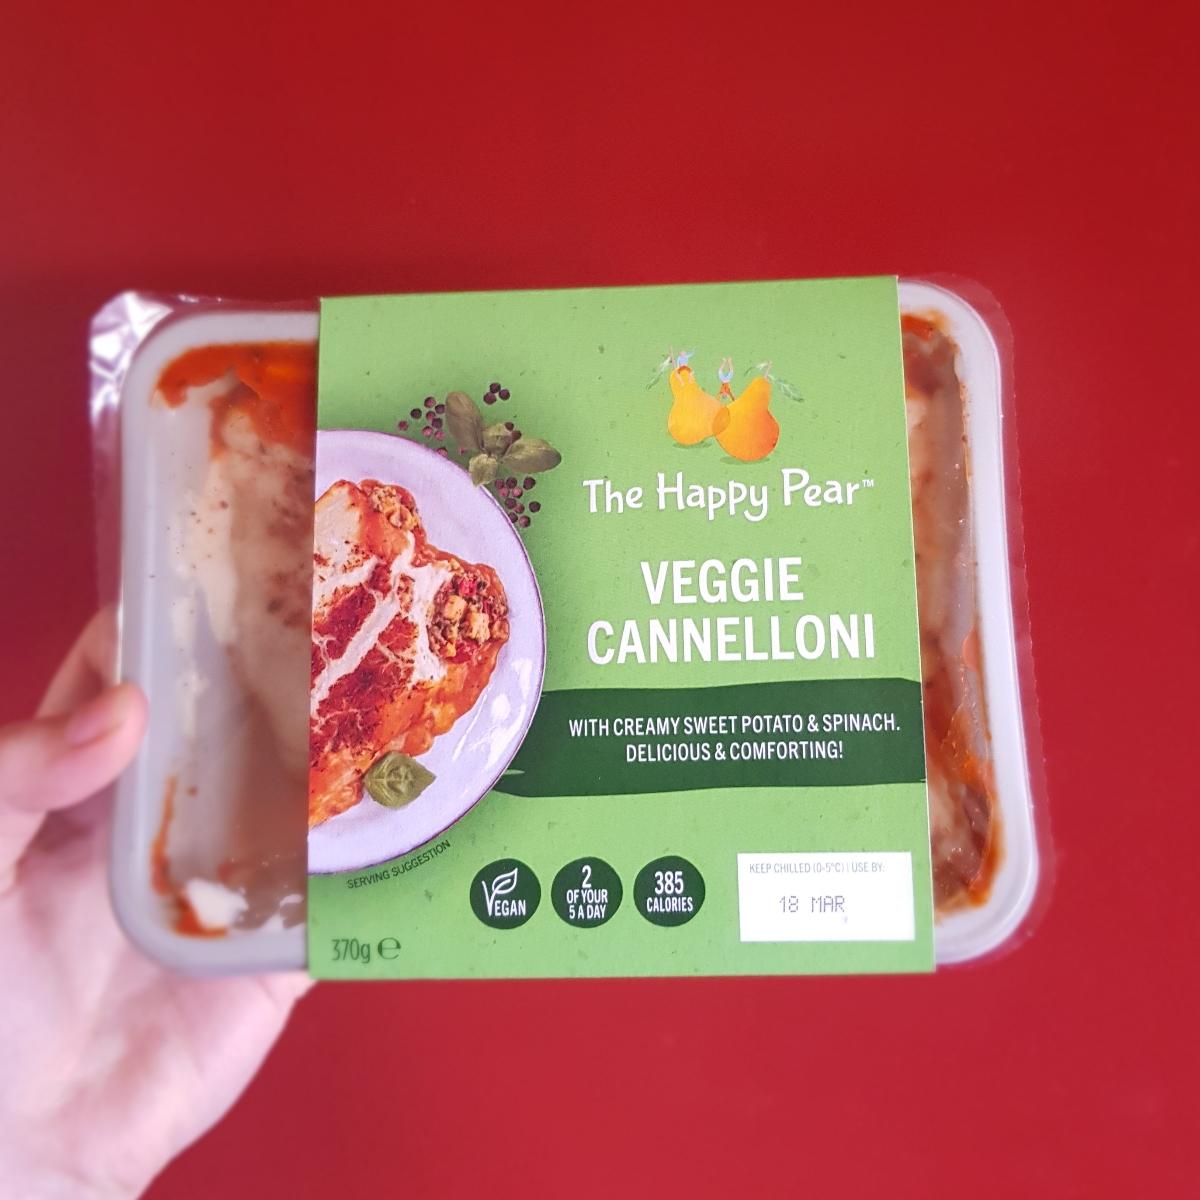 The Happy Pear™
VEGGIE
CANNELLONI
WITH CREAMY SWEET POTATO & SPINACH.
DELICIOUS & COMFORTING!
SERVING SUGGESTION
VEGAN
2
OF YOUR
5 A DAY
385
CALORIES
KEEP CHILLED (0-5°C) | USE BY:
18 MAR
370g ℮